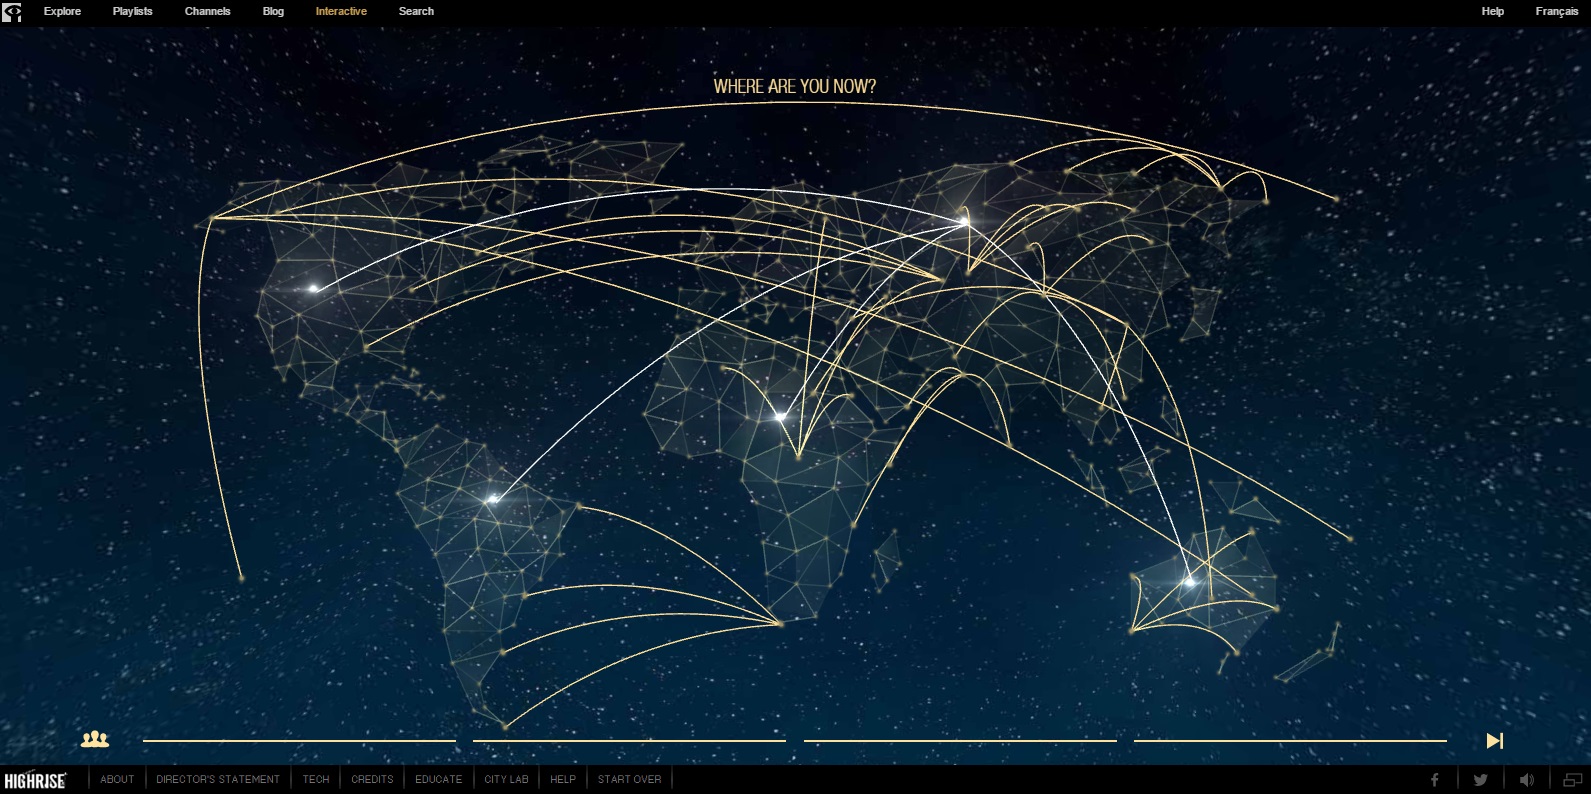 Explore Playlists Channels Blog Interactive Search Help Français
WHERE ARE YOU NOW?
HIGHRISE ABOUT DIRECTOR'S STATEMENT TECH CREDITS EDUCATE CITY LAB HELP START OVER